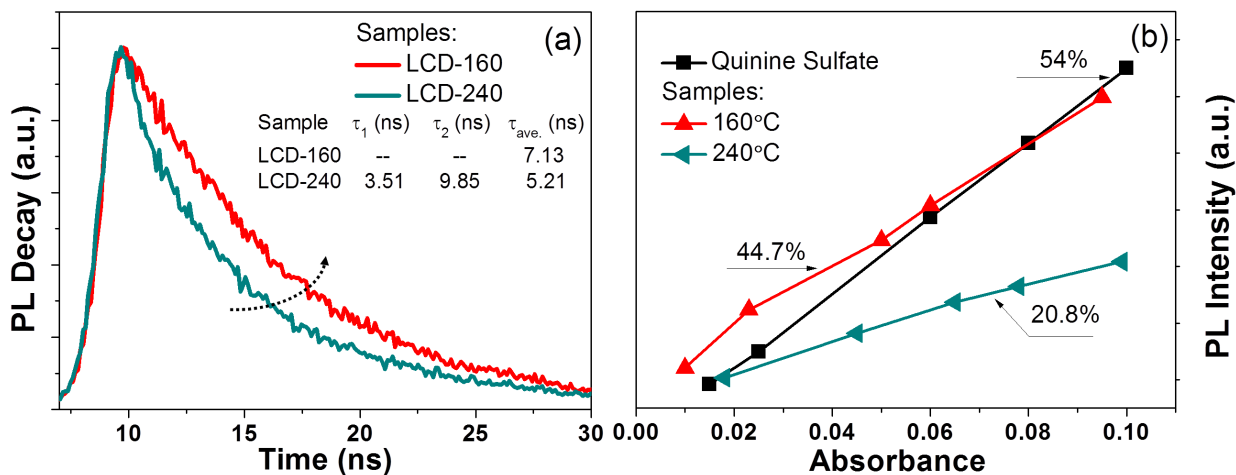 (a)
Samples:
LCD-160
LCD-240
Sample τ1 (ns) τ2 (ns) τave. (ns)
LCD-160 -- -- 7.13
LCD-240 3.51 9.85 5.21
PL Decay (a.u.)
10 15 20 25 30
Time (ns)
(b)
Quinine Sulfate
54%
Samples:
160°C
240°C
44.7%
20.8%
PL Intensity (a.u.)
0.00 0.02 0.04 0.06 0.08 0.10
Absorbance